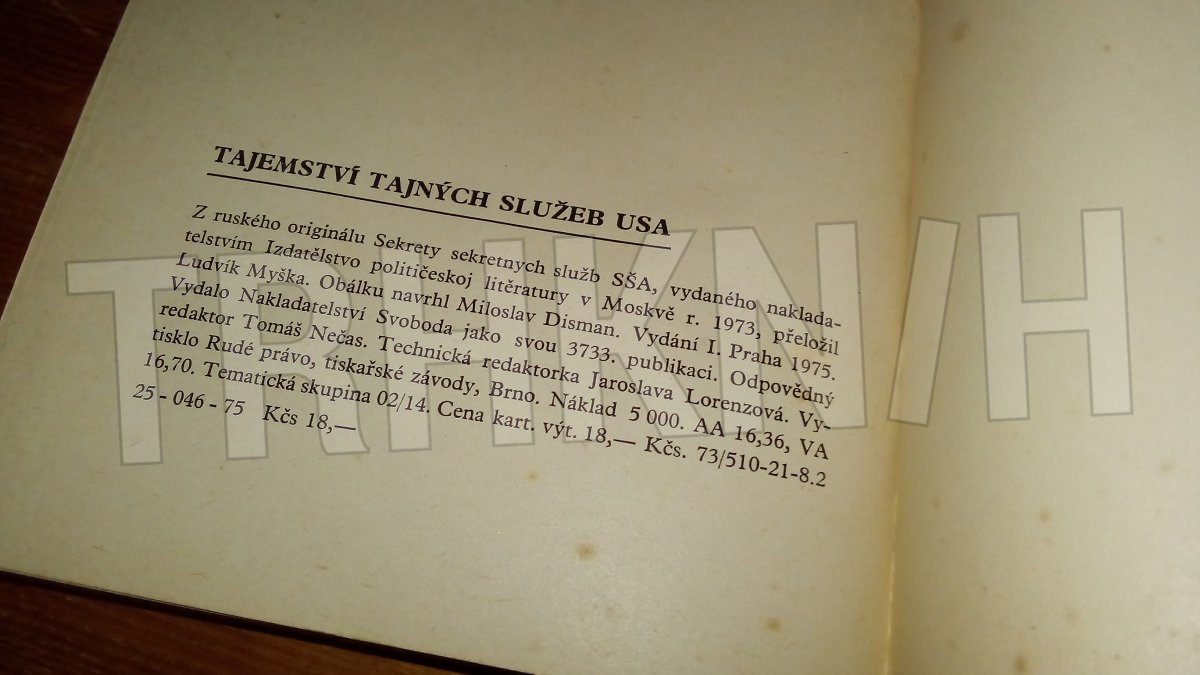 TAJEMSTVÍ TAJNÝCH SLUŽEB USA
Z ruského originálu Sekrety sekretnych služb SŠA, vydaného naklada-
telstvím Izdatělstvo političeskoj litěratury v Moskvě r. 1973, přeložil
Ludvík Myška. Obálku navrhl Miloslav Disman. Vydání I. Praha 1975.
Vydalo Nakladatelství Svoboda jako svou 3733. publikaci. Odpovědný
redaktor Tomáš Nečas. Technická redaktorka Jaroslava Lorenzová. Vy-
tisklo Rudé právo, tiskařské závody, Brno. Náklad 5 000. AA 16,36, VA
16,70. Tematická skupina 02/14. Cena kart. výt. 18,— Kčs. 73/510-21-8.2
25 - 046 - 75 Kčs 18,—
TRHKNIH